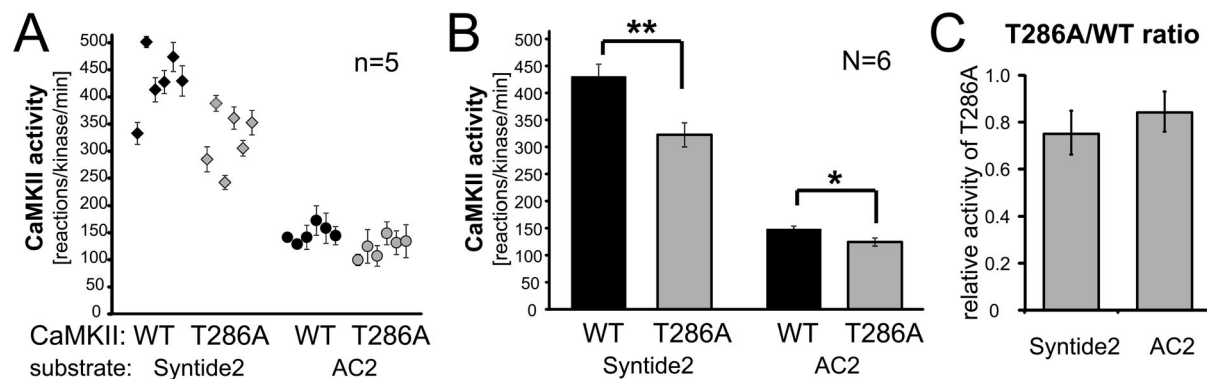 A
CaMKII activity
[reactions/kinase/min]
500
450
400
350
300
250
200
150
100
50
0
n=5
CaMKII: WT T286A WT T286A
substrate: Syntide2 AC2
B
CaMKII activity
[reactions/kinase/min]
500
450
400
350
300
250
200
150
100
50
0
**
*
N=6
WT T286A WT T286A
Syntide2 AC2
C T286A/WT ratio
relative activity of T286A
1.0
0.8
0.6
0.4
0.2
0
Syntide2 AC2